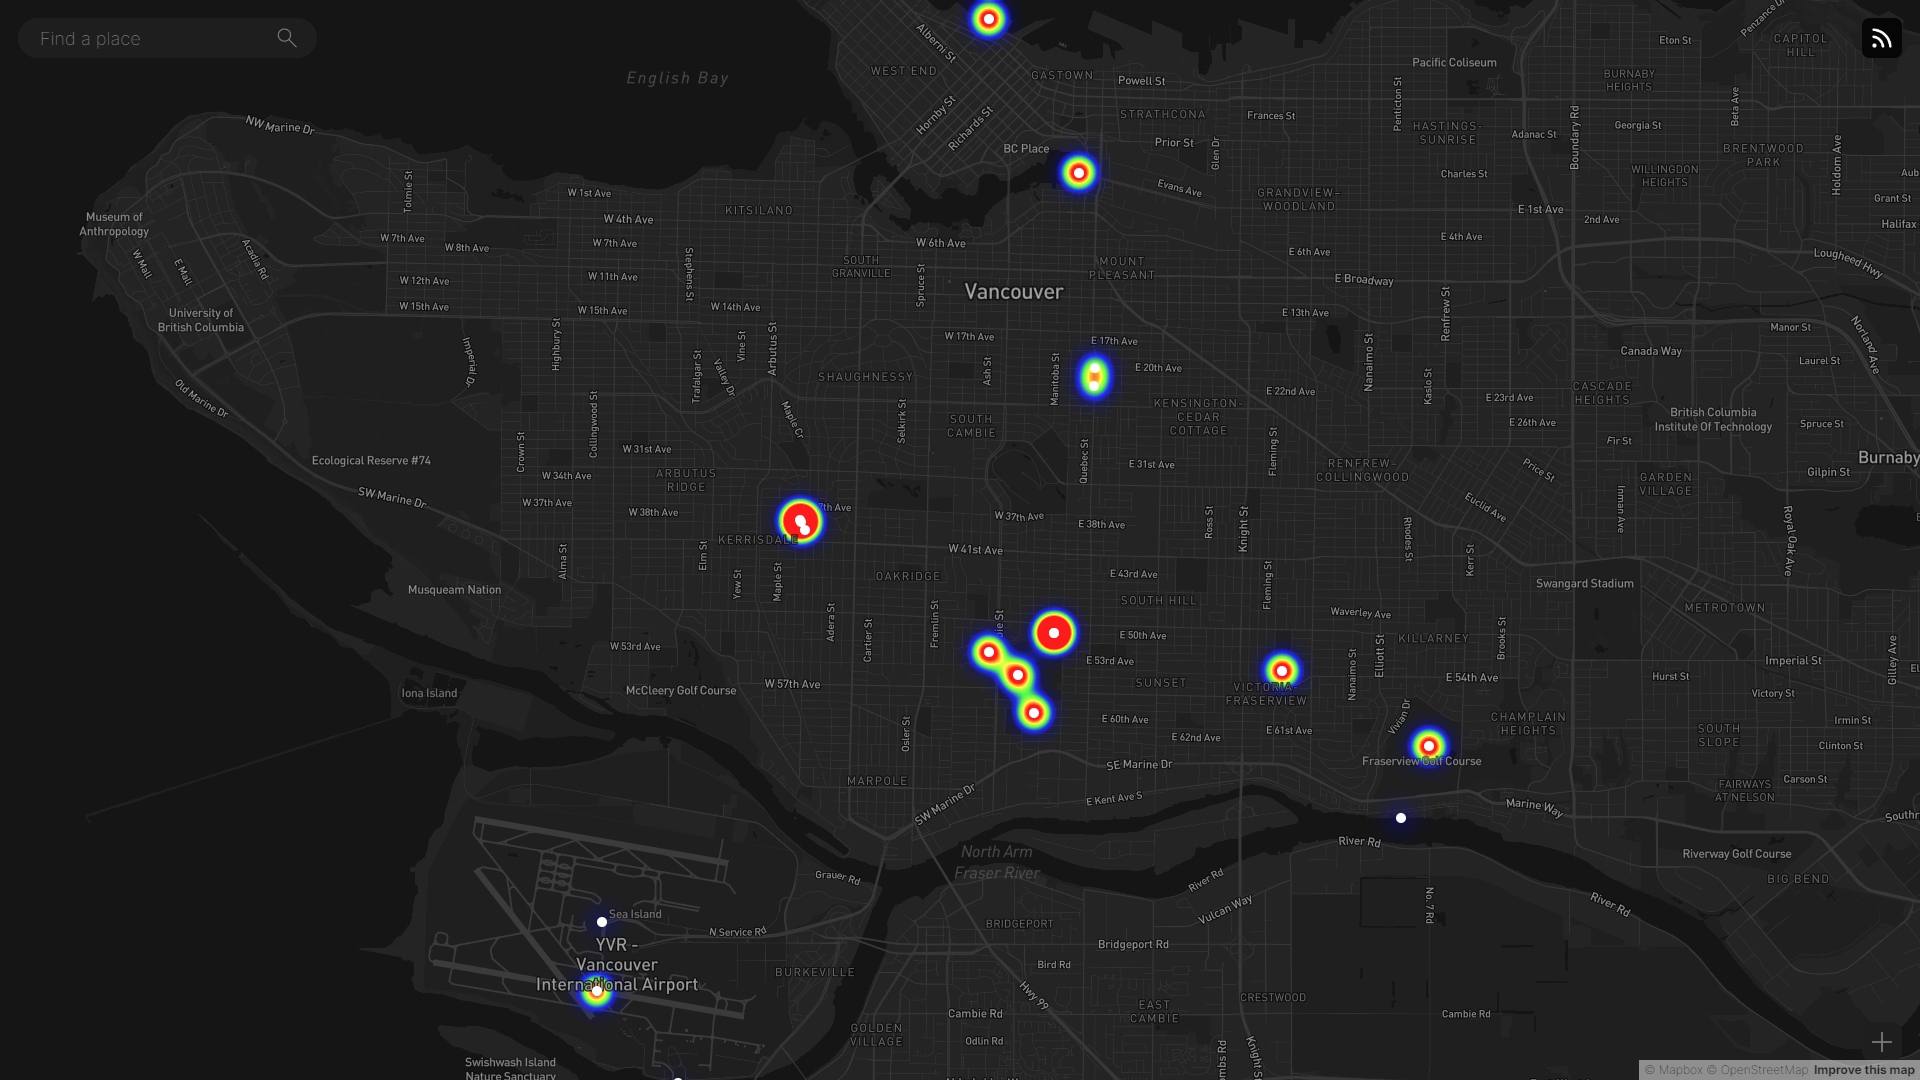 Find a place
English Bay
Alberni St
WEST END
GASTOWN
Powell St
Pacific Coliseum
Eton St
Penzance Dr
CAPITOL
HILL
BURNABY
HEIGHTS
Penticton St
Beta Ave
Hornby St
Richards St
STRATHCONA
Frances St
HASTINGS-
SUNRISE
Adanac St
Boundary Rd
Georgia St
NW Marine Dr
BC Place
Prior St
Glen Dr
BRENTWOOD
PARK
Holdom Ave
Tolmie St
W 1st Ave
Evans Ave
Charles St
WILLINGDON
HEIGHTS
Aub
GRANDVIEW-
WOODLAND
Grant St
Museum of
Anthropology
W 4th Ave
KITSILANO
E 1st Ave
2nd Ave
Halifax
W 7th Ave
W 8th Ave
W 7th Ave
W 6th Ave
E 6th Ave
E 4th Ave
W Mall
E Mall
Acadia Rd
Stephens St
SOUTH
GRANVILLE
Spruce St
MOUNT
PLEASANT
Lougheed Hwy
W 12th Ave
W 11th Ave
E Broadway
Vancouver
W 15th Ave
W 15th Ave
W 14th Ave
E 13th Ave
Renfrew St
University of
British Columbia
Highbury St
Imperial Dr
Vine St
Arbutus St
W 17th Ave
E 17th Ave
Nanaimo St
Manor St
Norland Ave
Canada Way
Laurel St
Trafalgar St
Valley Dr
SHAUGHNESSY
Ash St
Manitoba St
E 20th Ave
Old Marine Dr
Collingwood St
Maple Cr
Selkirk St
SOUTH
CAMBIE
KENSINGTON-
CEDAR
COTTAGE
E 22nd Ave
Kaslo St
E 23rd Ave
CASCADE
HEIGHTS
E 26th Ave
British Columbia
Institute Of Technology
Spruce St
Crown St
W 31st Ave
Quebec St
Fleming St
Fir St
Burnaby
Ecological Reserve #74
ARBUTUS
RIDGE
W 34th Ave
E 31st Ave
RENFREW-
COLLINGWOOD
Price St
GARDEN
VILLAGE
Gilpin St
SW Marine Dr
W 37th Ave
W 38th Ave
7th Ave
W 37th Ave
E 38th Ave
Ross St
Knight St
Euclid Ave
Inman Ave
Royal Oak Ave
KERRISDALE
W 41st Ave
Rhodes St
Kerr St
Alma St
Elm St
Yew St
Maple St
OAKRIDGE
E 43rd Ave
Fleming St
Swangard Stadium
Musqueam Nation
SOUTH HILL
Waverley Ave
METROTOWN
Adera St
Cartier St
Fremlin St
ie St
E 50th Ave
Elliott St
KILLARNEY
Brooks St
Gilley Ave
W 53rd Ave
E 53rd Ave
Nanaimo St
Imperial St
El
Iona Island
McCleery Golf Course
W 57th Ave
SUNSET
VICTORIA-
FRASERVIEW
E 54th Ave
Hurst St
Victory St
Osler St
E 60th Ave
E 62nd Ave
E 61st Ave
Vivian Dr
CHAMPLAIN
HEIGHTS
SOUTH
SLOPE
Irmin St
Clinton St
Fraserview Golf Course
SE Marine Dr
MARPOLE
FAIRWAYS
AT NELSON
Carson St
SW Marine Dr
E Kent Ave S
Marine Way
Southr
North Arm
Fraser River
River Rd
Riverway Golf Course
Grauer Rd
River Rd
BIG BEND
Vulcan Way
No. 7 Rd
River Rd
Sea Island
N Service Rd
BRIDGEPORT
YVR -
Vancouver
International Airport
Bridgeport Rd
BURKEVILLE
Bird Rd
Hwy 99
CRESTWOOD
EAST
CAMBIE
Cambie Rd
Cambie Rd
GOLDEN
VILLAGE
Odlin Rd
Knight St
Swishwash Island
Nature Sanctuary
© Mapbox © OpenStreetMap Improve this map